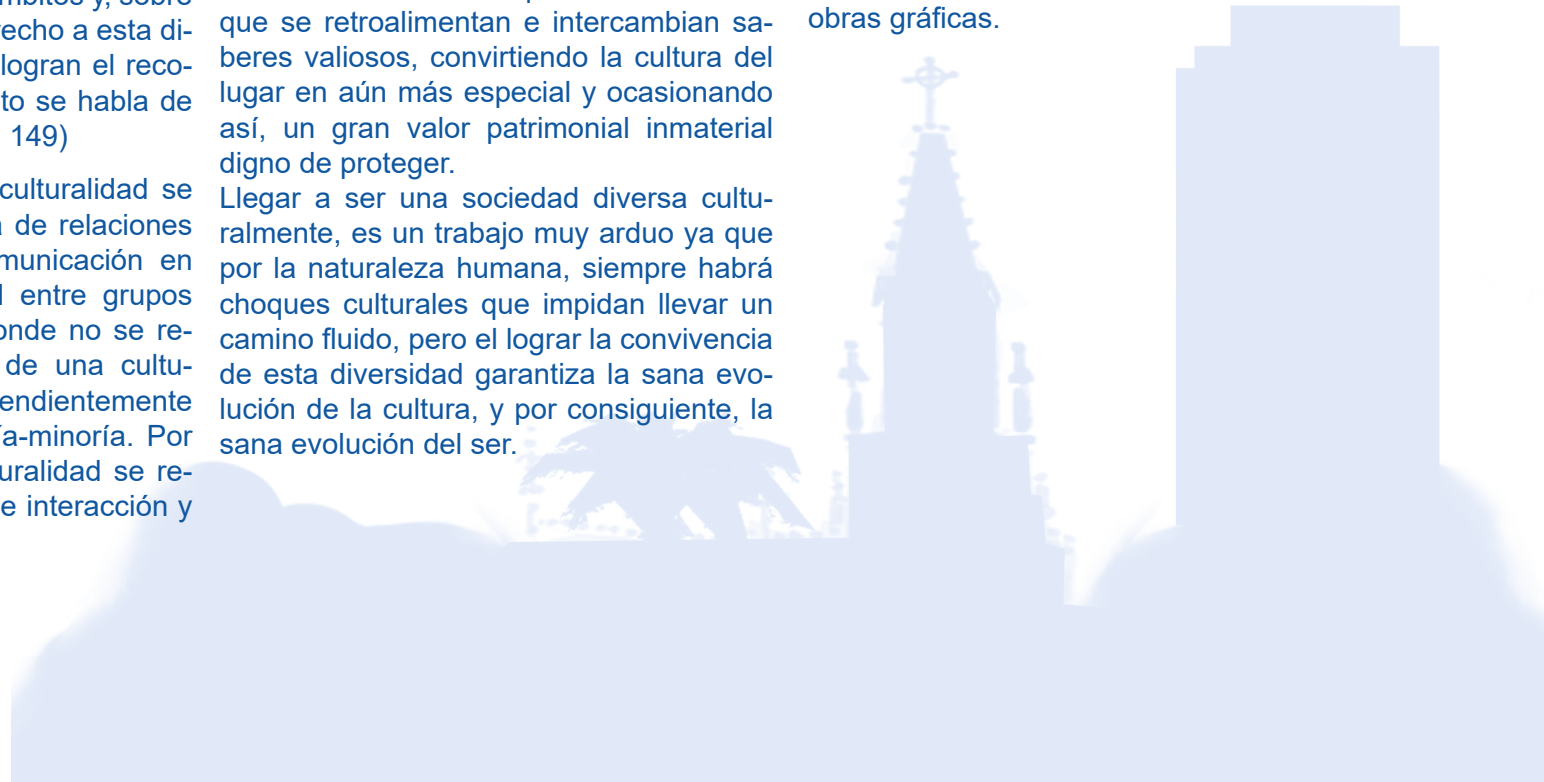 mbitos y, sobre
echo a esta di-
logran el reco-
to se habla de
149)
culturalidad se
de relaciones
municación en
entre grupos
onde no se re-
de una cultu-
endientemente
a-minoría. Por
uralidad se re-
e interacción y
que se retroalimentan e intercambian sa-
beres valiosos, convirtiendo la cultura del
lugar en aún más especial y ocasionando
así, un gran valor patrimonial inmaterial
digno de proteger.
Llegar a ser una sociedad diversa cultu-
ralmente, es un trabajo muy arduo ya que
por la naturaleza humana, siempre habrá
choques culturales que impidan llevar un
camino fluido, pero el lograr la convivencia
de esta diversidad garantiza la sana evo-
lución de la cultura, y por consiguiente, la
sana evolución del ser.
obras gráficas.